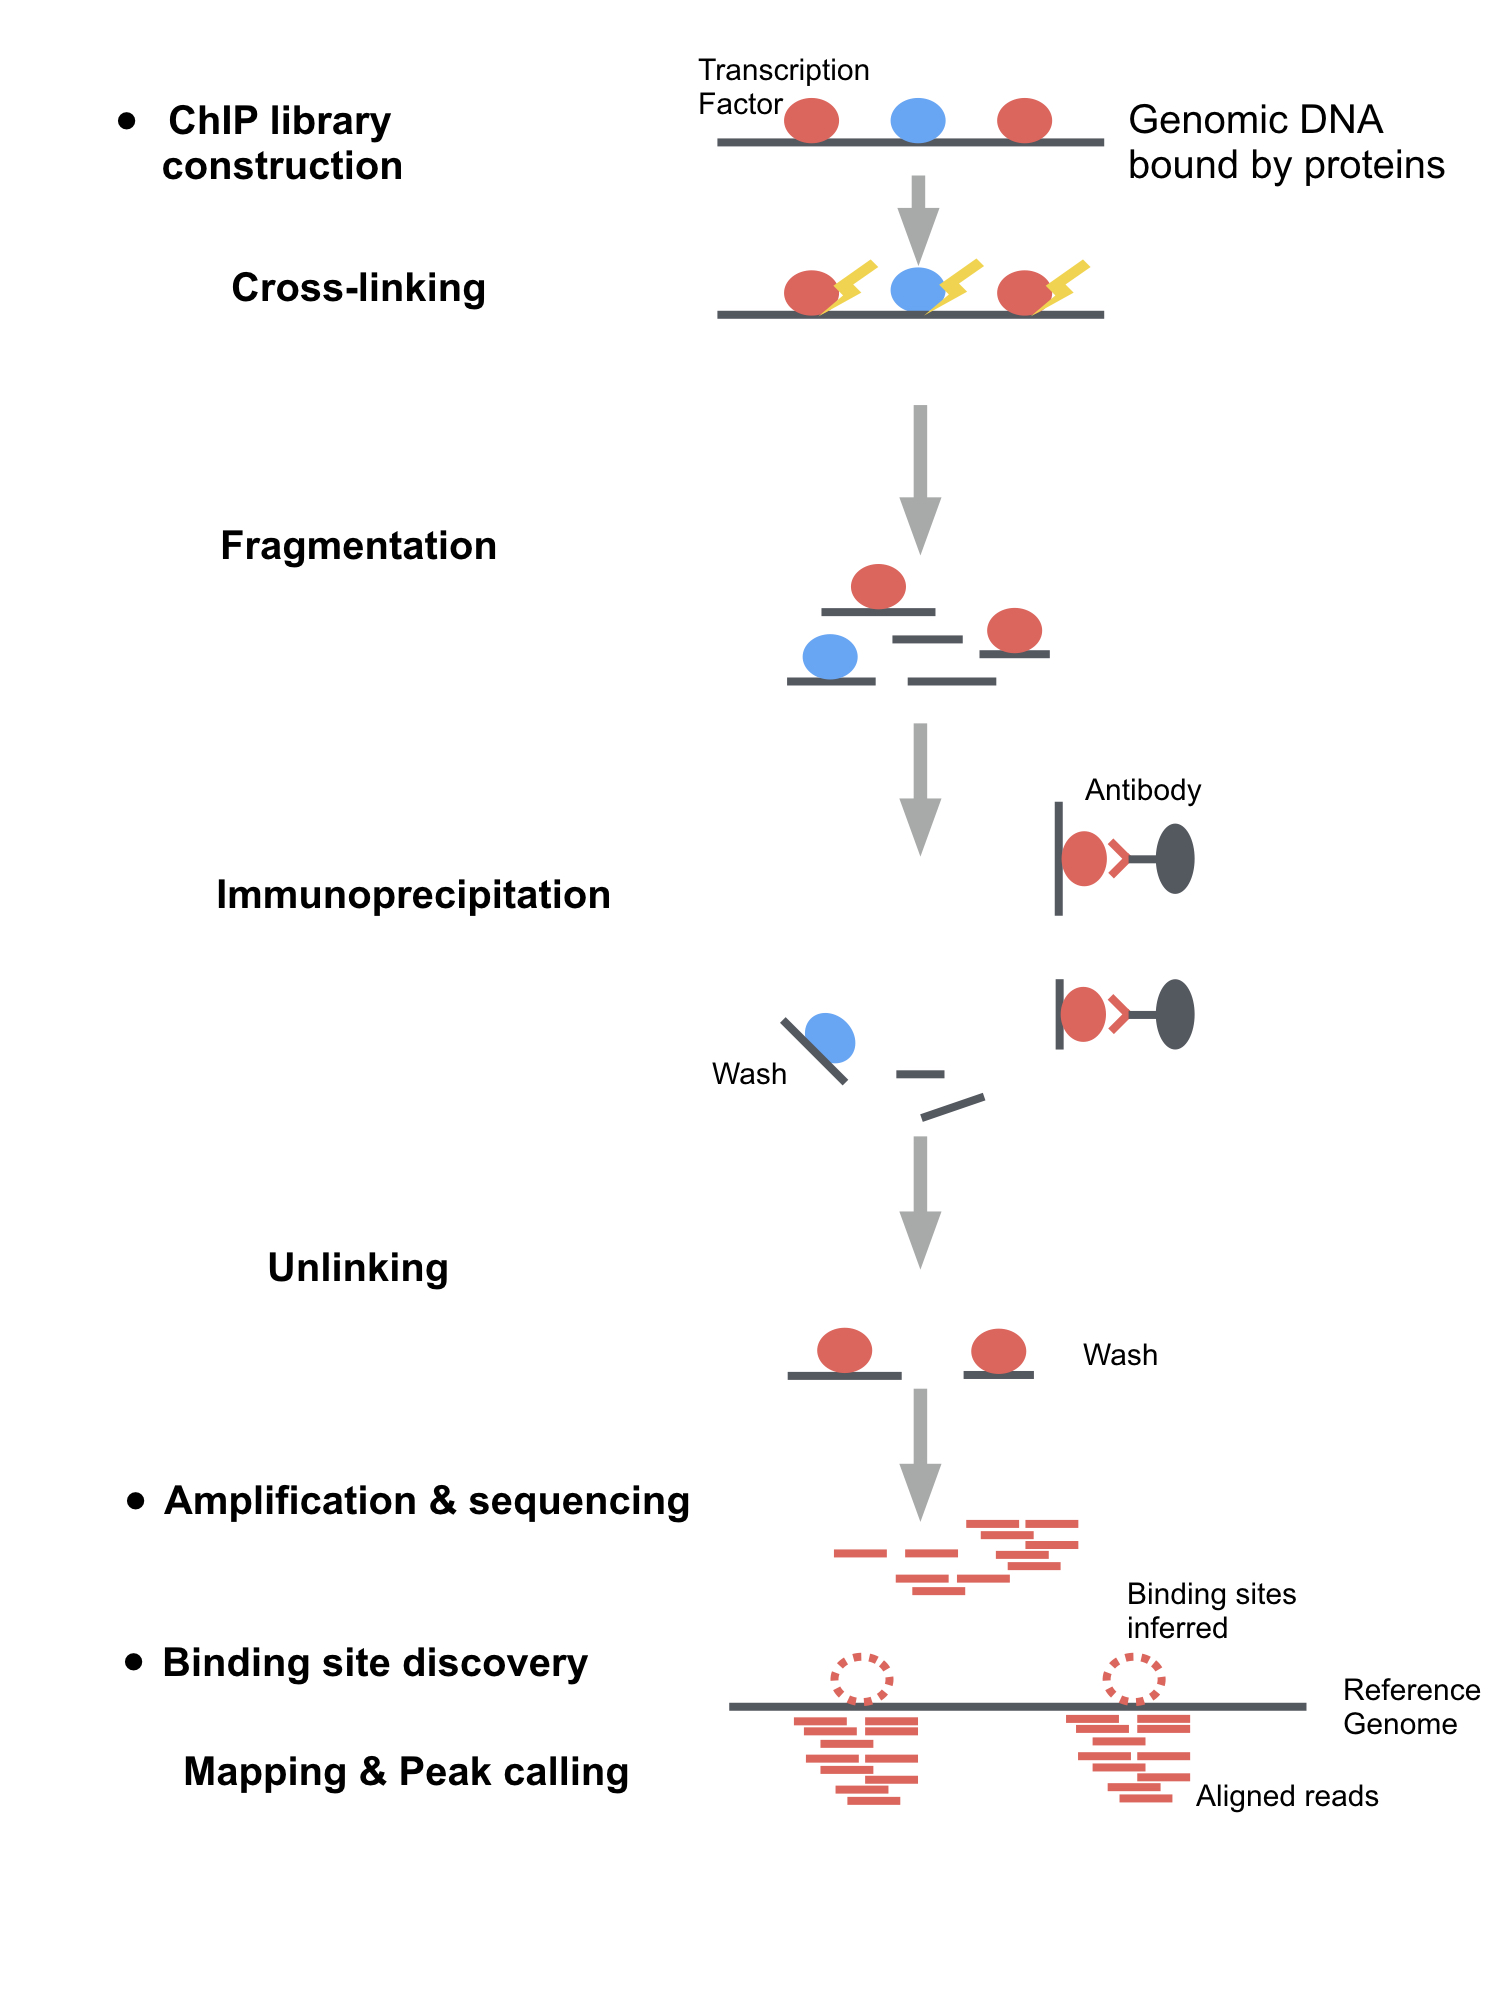 Transcription
Factor
• ChIP library
construction
Genomic DNA
bound by proteins
Cross-linking
Fragmentation
Antibody
Immunoprecipitation
Wash
Unlinking
Wash
• Amplification & sequencing
Binding sites
inferred
• Binding site discovery
Reference
Genome
Mapping & Peak calling
Aligned reads